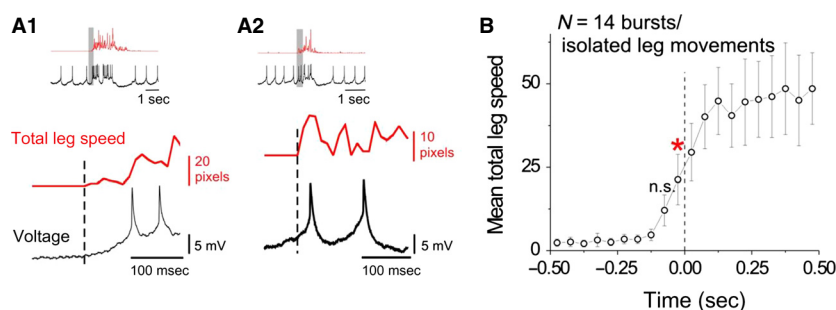 A1
1 sec
Total leg speed
20
pixels
Voltage
5 mV
100 msec
A2
1 sec
10
pixels
5 mV
100 msec
B
N = 14 bursts/
isolated leg movements
Mean total leg speed
50
25
0
*
n.s.
-0.50
-0.25
0.00
0.25
0.50
Time (sec)